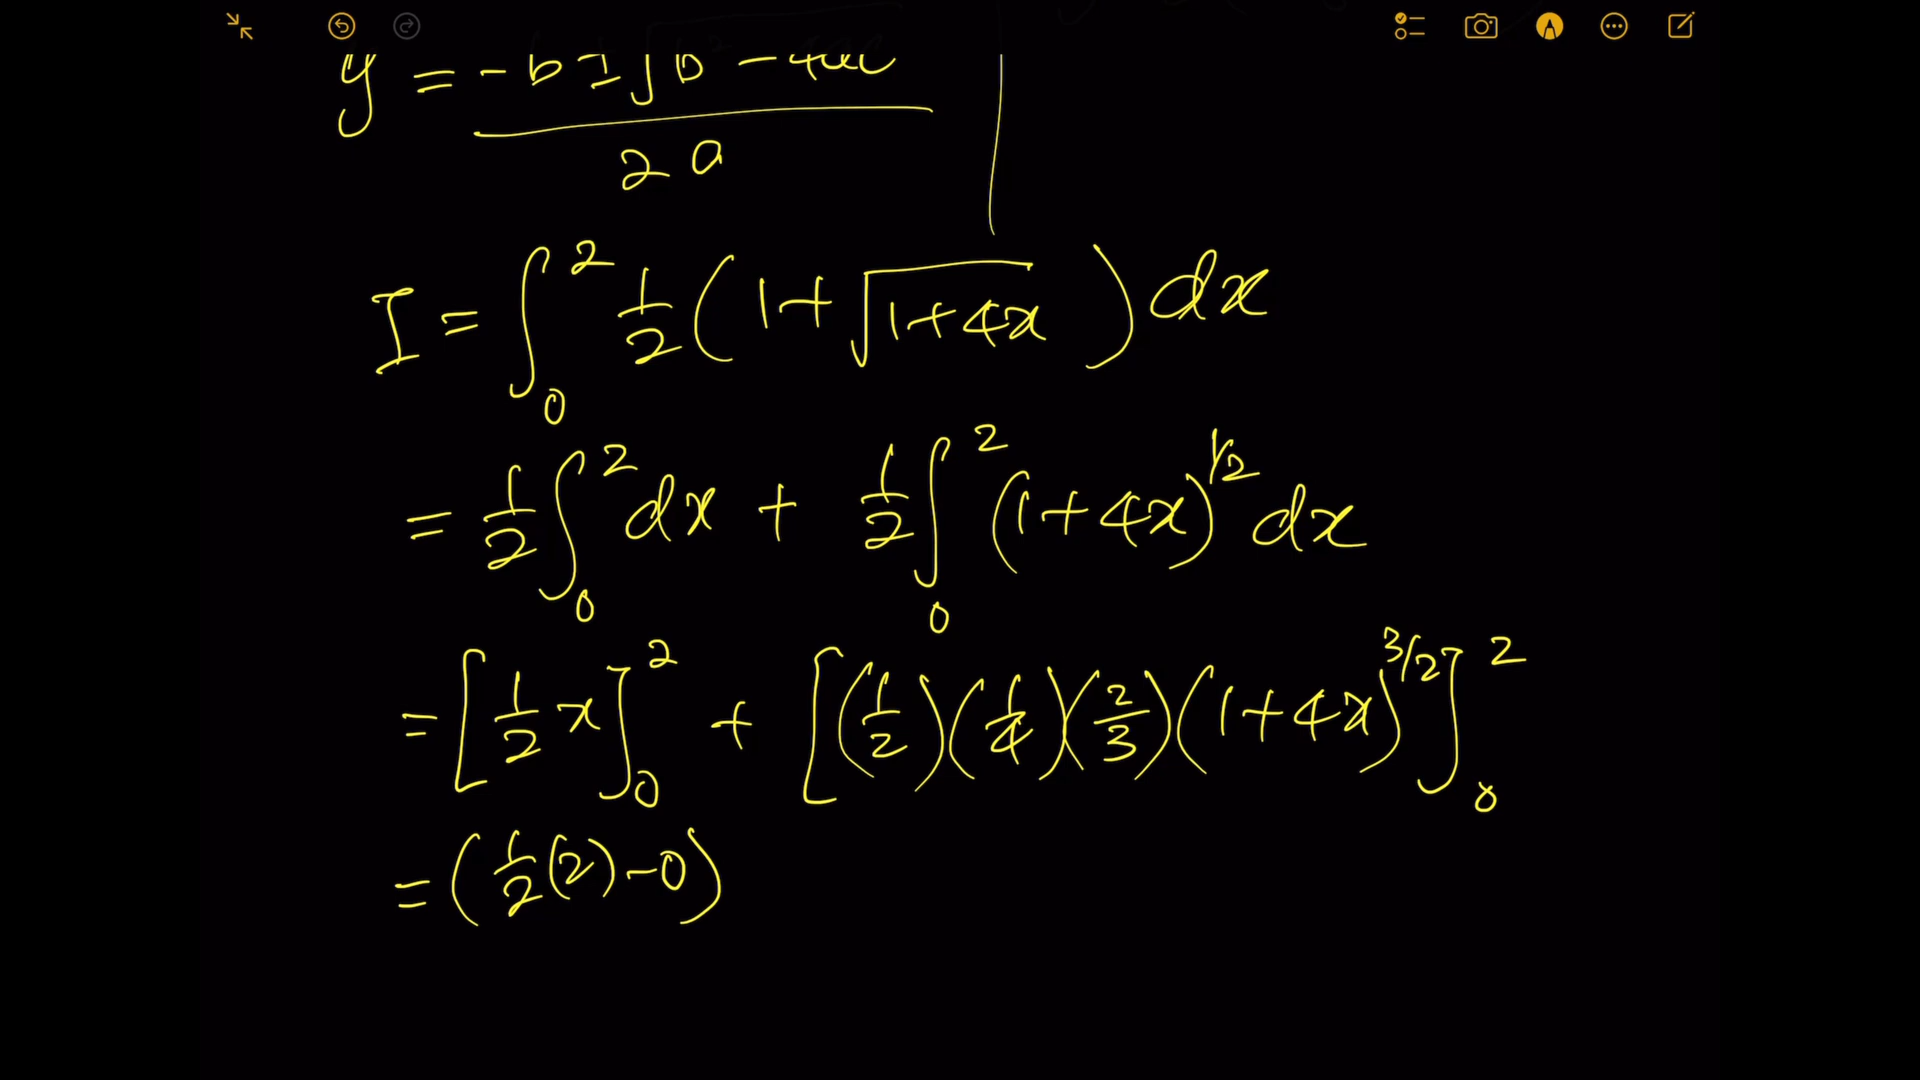 y = -b ± √b - 4ac
2a
I = ∫₀² 1/2 (1 + √1+4x) dx
= 1/2 ∫₀² dx + 1/2 ∫₀² (1+4x)^1/2 dx
= [1/2 x]₀² + [(1/2)(1/4)(2/3)(1+4x)^3/2]₀²
= (1/2(2) - 0)